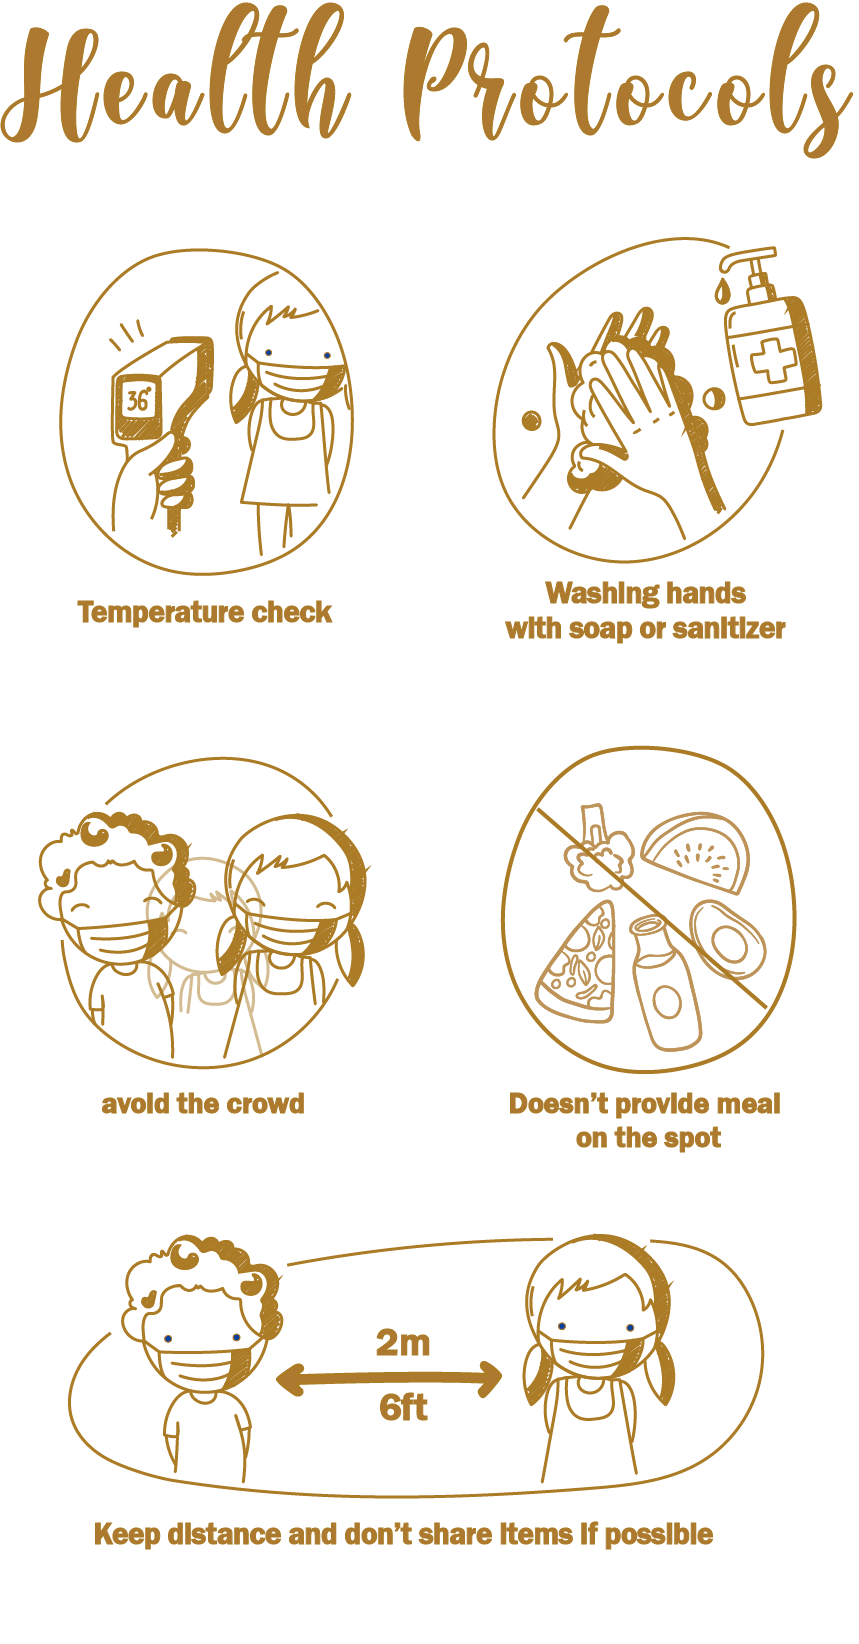 Health Protocols
36°
Temperature check
Washing hands
with soap or sanitizer
avoid the crowd
Doesn't provide meal
on the spot
2m
6ft
Keep distance and don't share items if possible